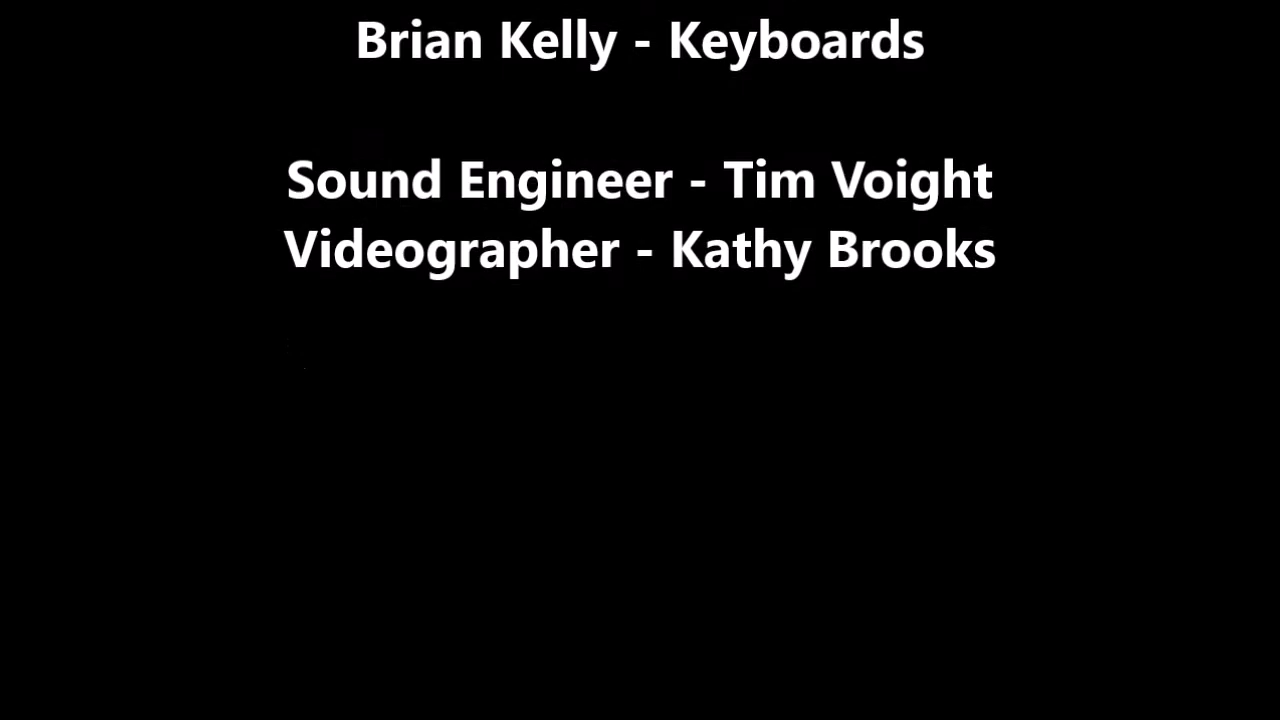 Brian Kelly - Keyboards
Sound Engineer - Tim Voight
Videographer - Kathy Brooks